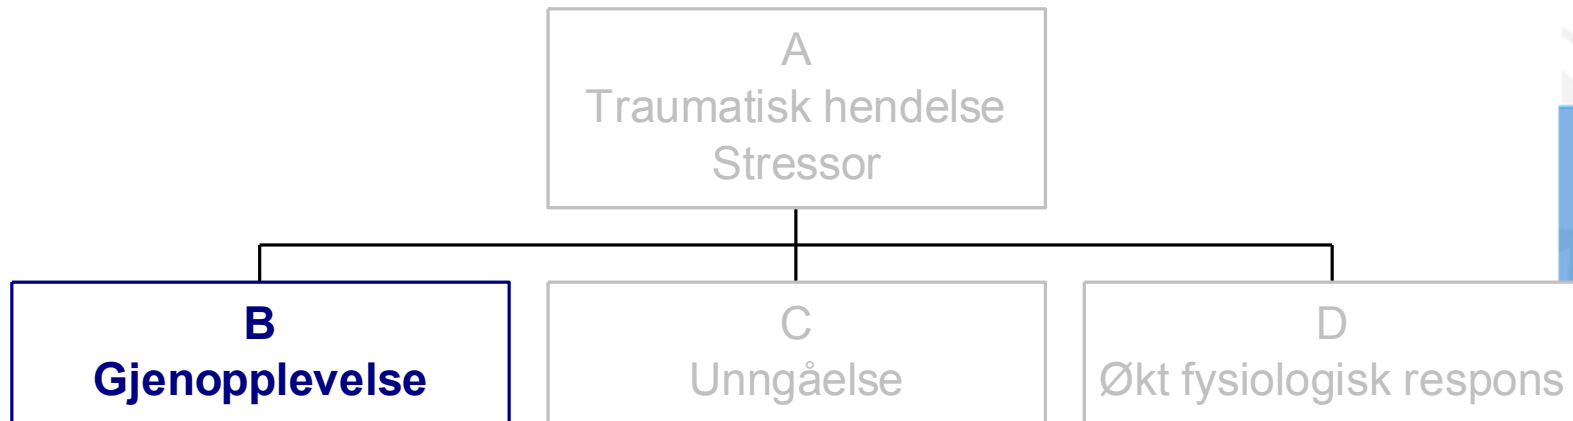 A
Traumatisk hendelse
Stressor
B
Gjenopplevelse
C
Unngåelse
D
Økt fysiologisk respons